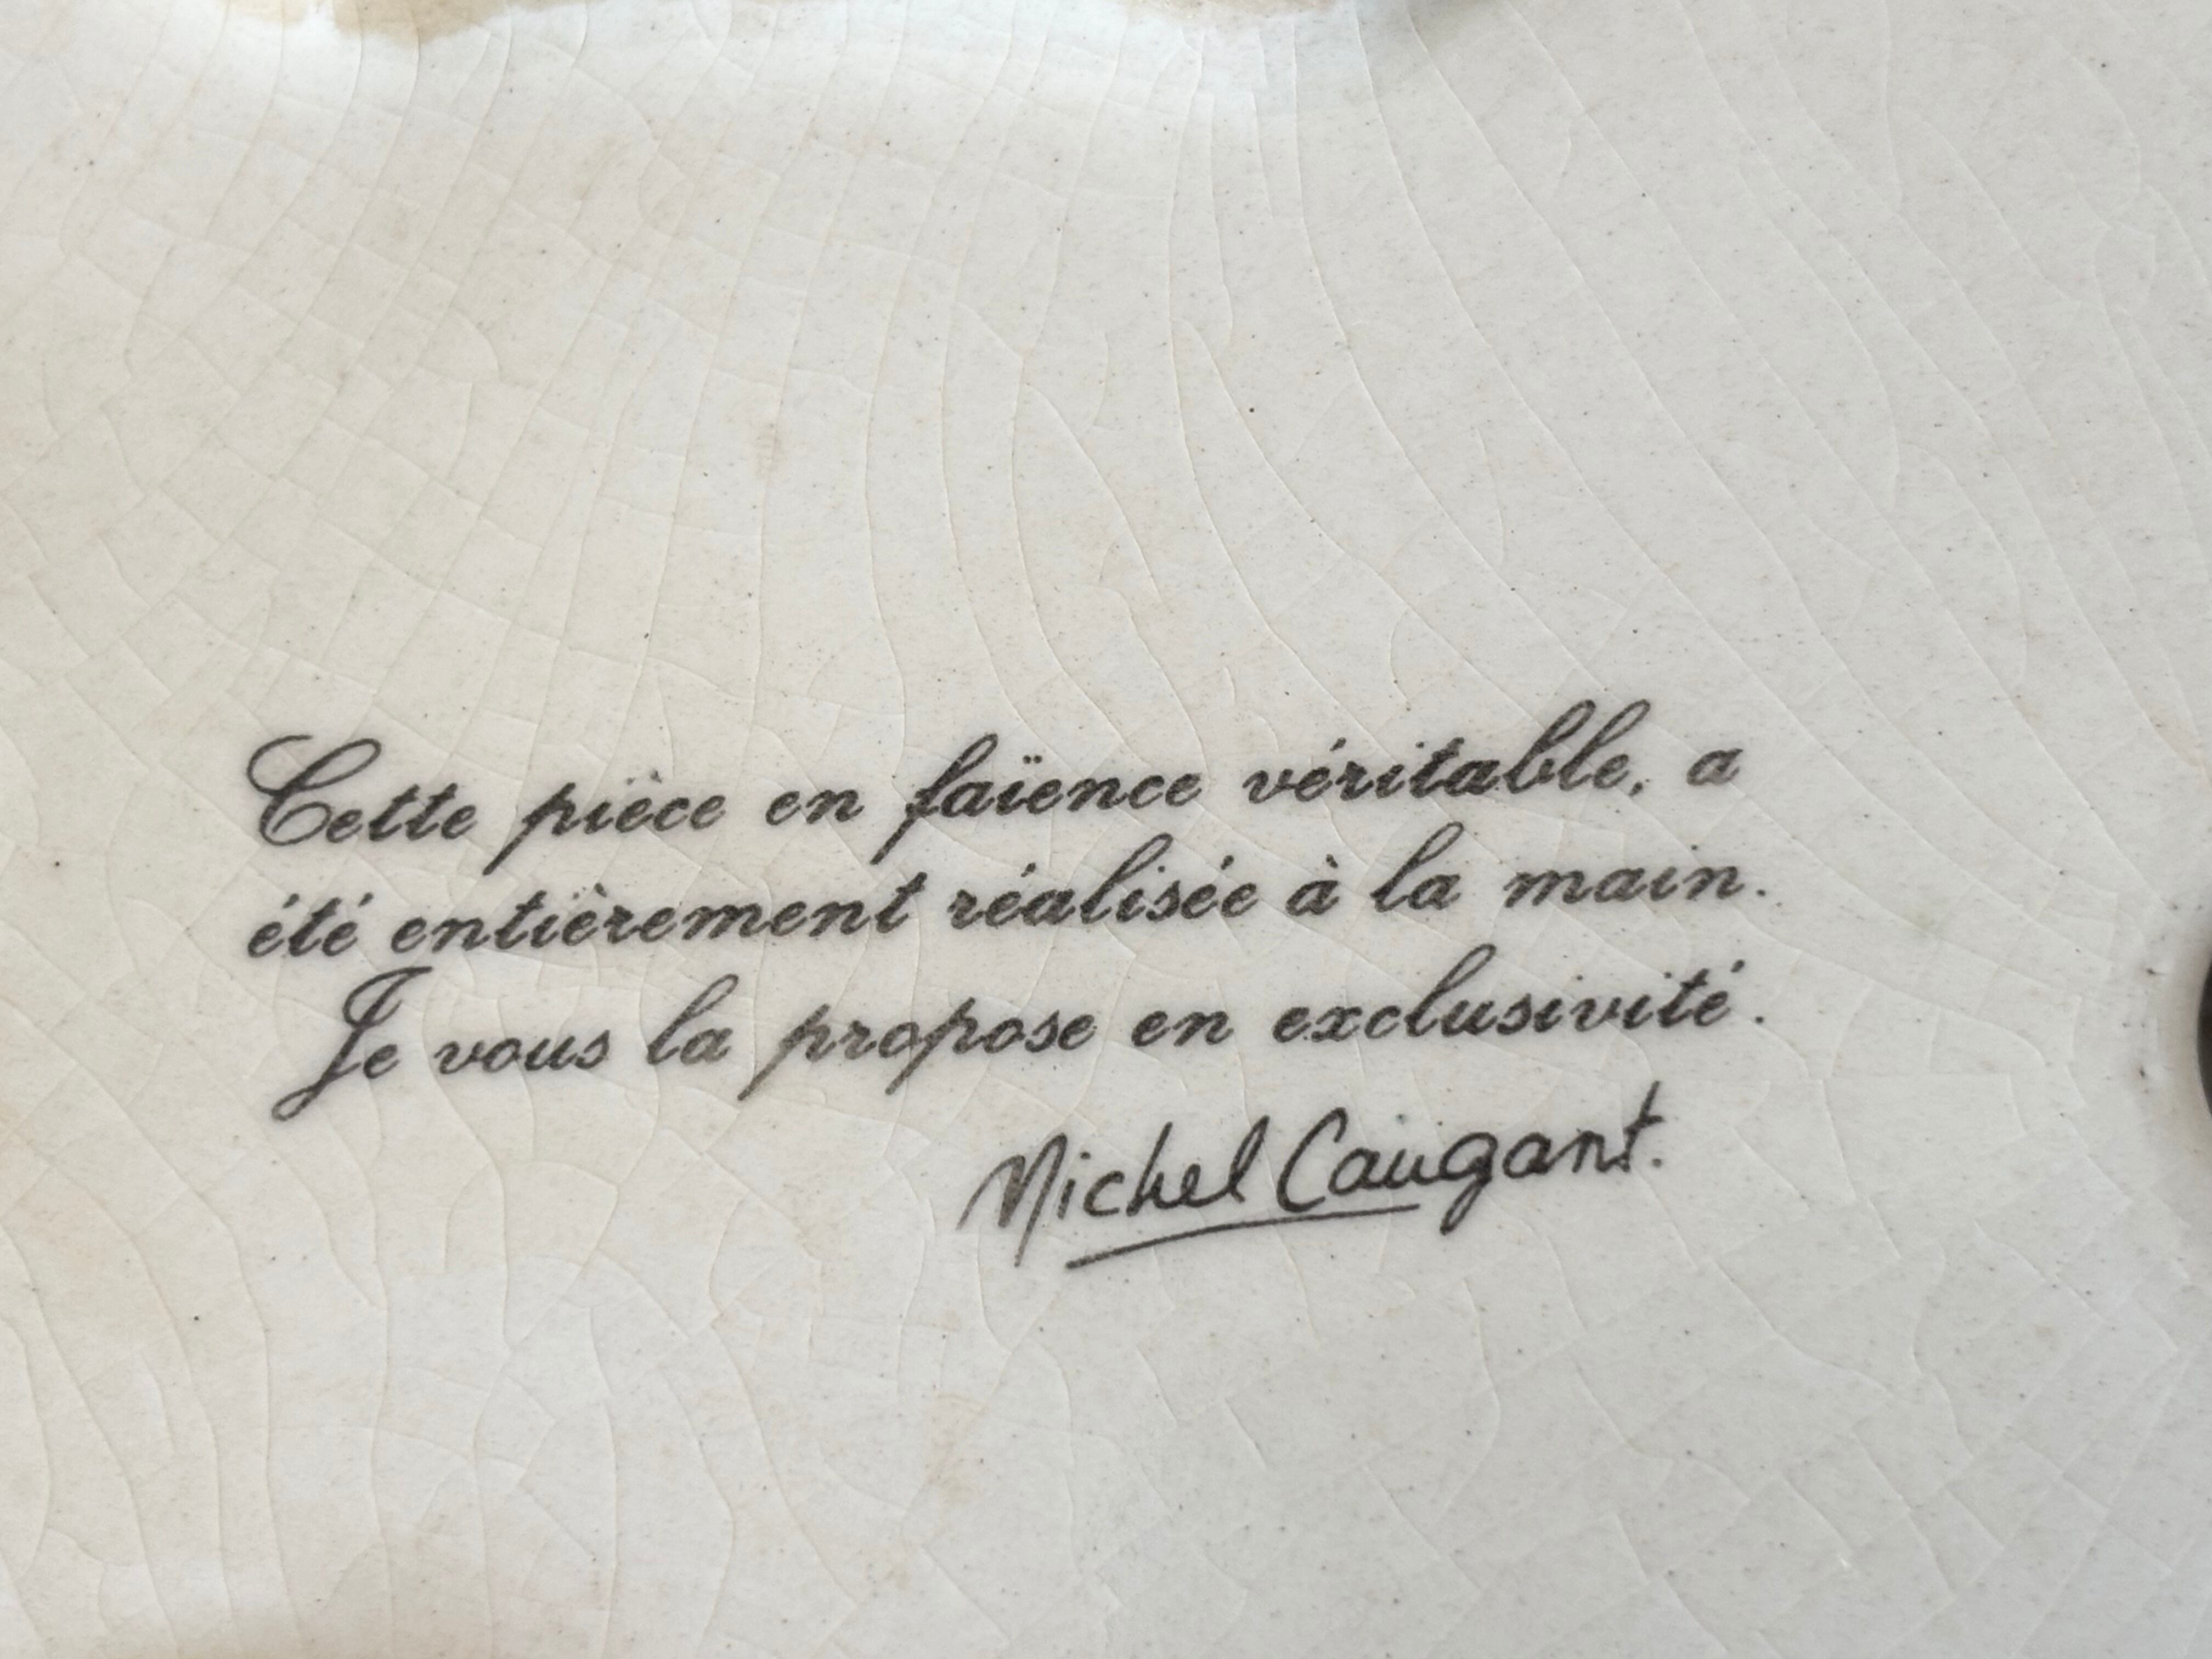 Cette pièce en faïence véritable, a
été entièrement réalisée à la main.
Je vous la propose en exclusivité.
Michel Caugant.